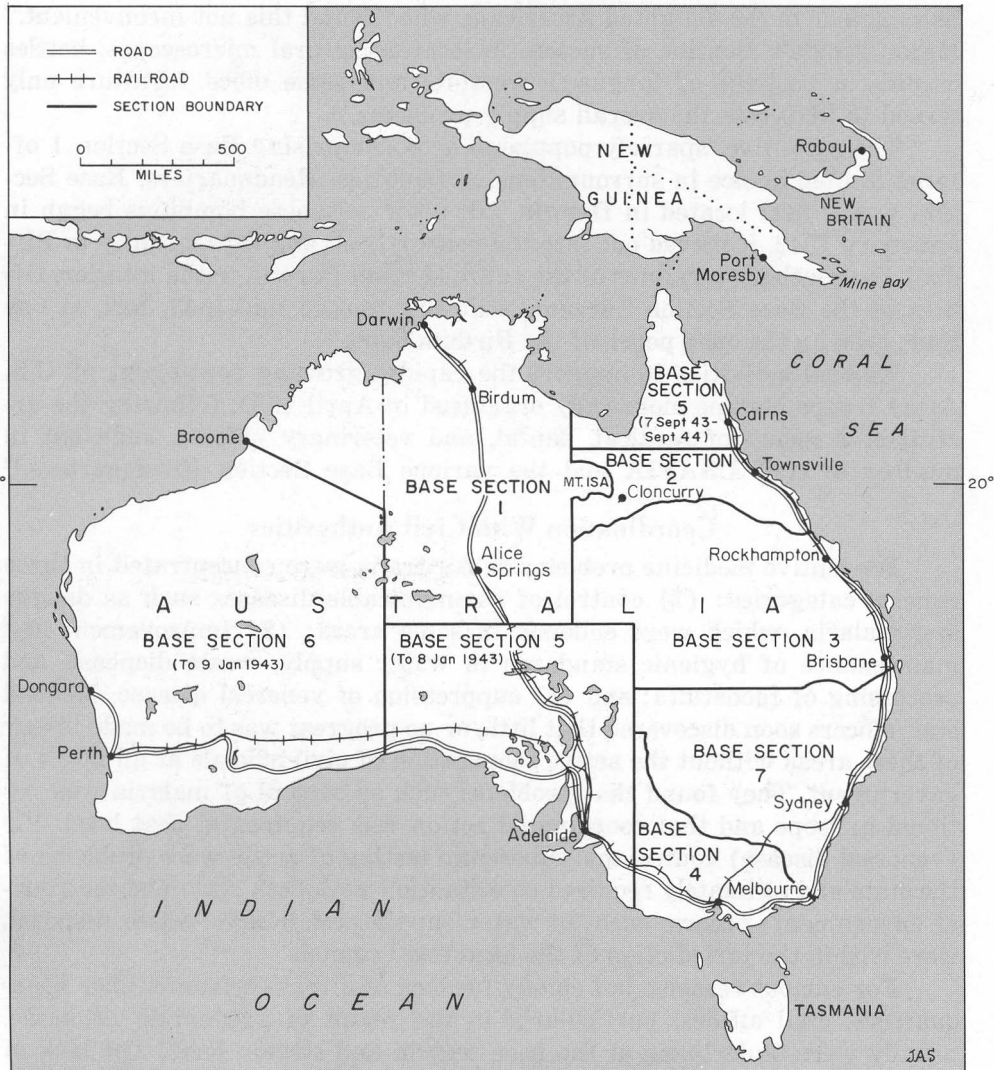 ROAD
RAILROAD
SECTION BOUNDARY
0 500
MILES
NEW
GUINEA
Rabaul
NEW
BRITAIN
Port
Moresby
Milne Bay
Darwin
Birdum
Broome
BASE
SECTION
5
(7 Sept 43-
Sept 44)
Cairns
CORAL
SEA
BASE SECTION
2
Townsville
MT. ISA
Cloncurry
20°
°
BASE SECTION
1
Alice
Springs
Rockhampton
AUSTRALIA
BASE SECTION 6
(To 9 Jan 1943)
BASE SECTION 5
(To 8 Jan 1943)
BASE SECTION 3
Brisbane
Dongara
Perth
BASE SECTION
7
Sydney
Adelaide
BASE
SECTION
4
Melbourne
INDIAN
OCEAN
TASMANIA
JAS